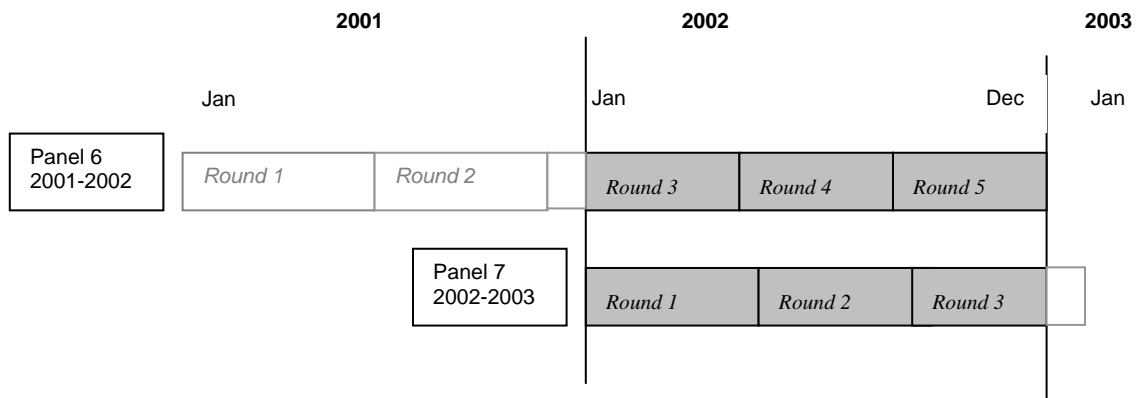 2001 2002 2003
Jan Jan Dec Jan
Panel 6
2001-2002
Round 1 Round 2 Round 3 Round 4 Round 5
Panel 7
2002-2003
Round 1 Round 2 Round 3